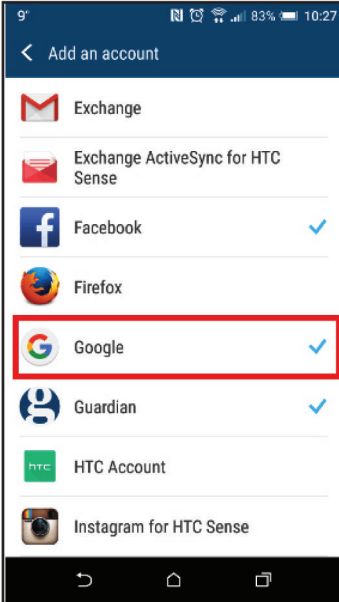 9° 83% 10:27
Add an account
Exchange
Exchange ActiveSync for HTC
Sense
Facebook
Firefox
Google
Guardian
hTC HTC Account
Instagram for HTC Sense